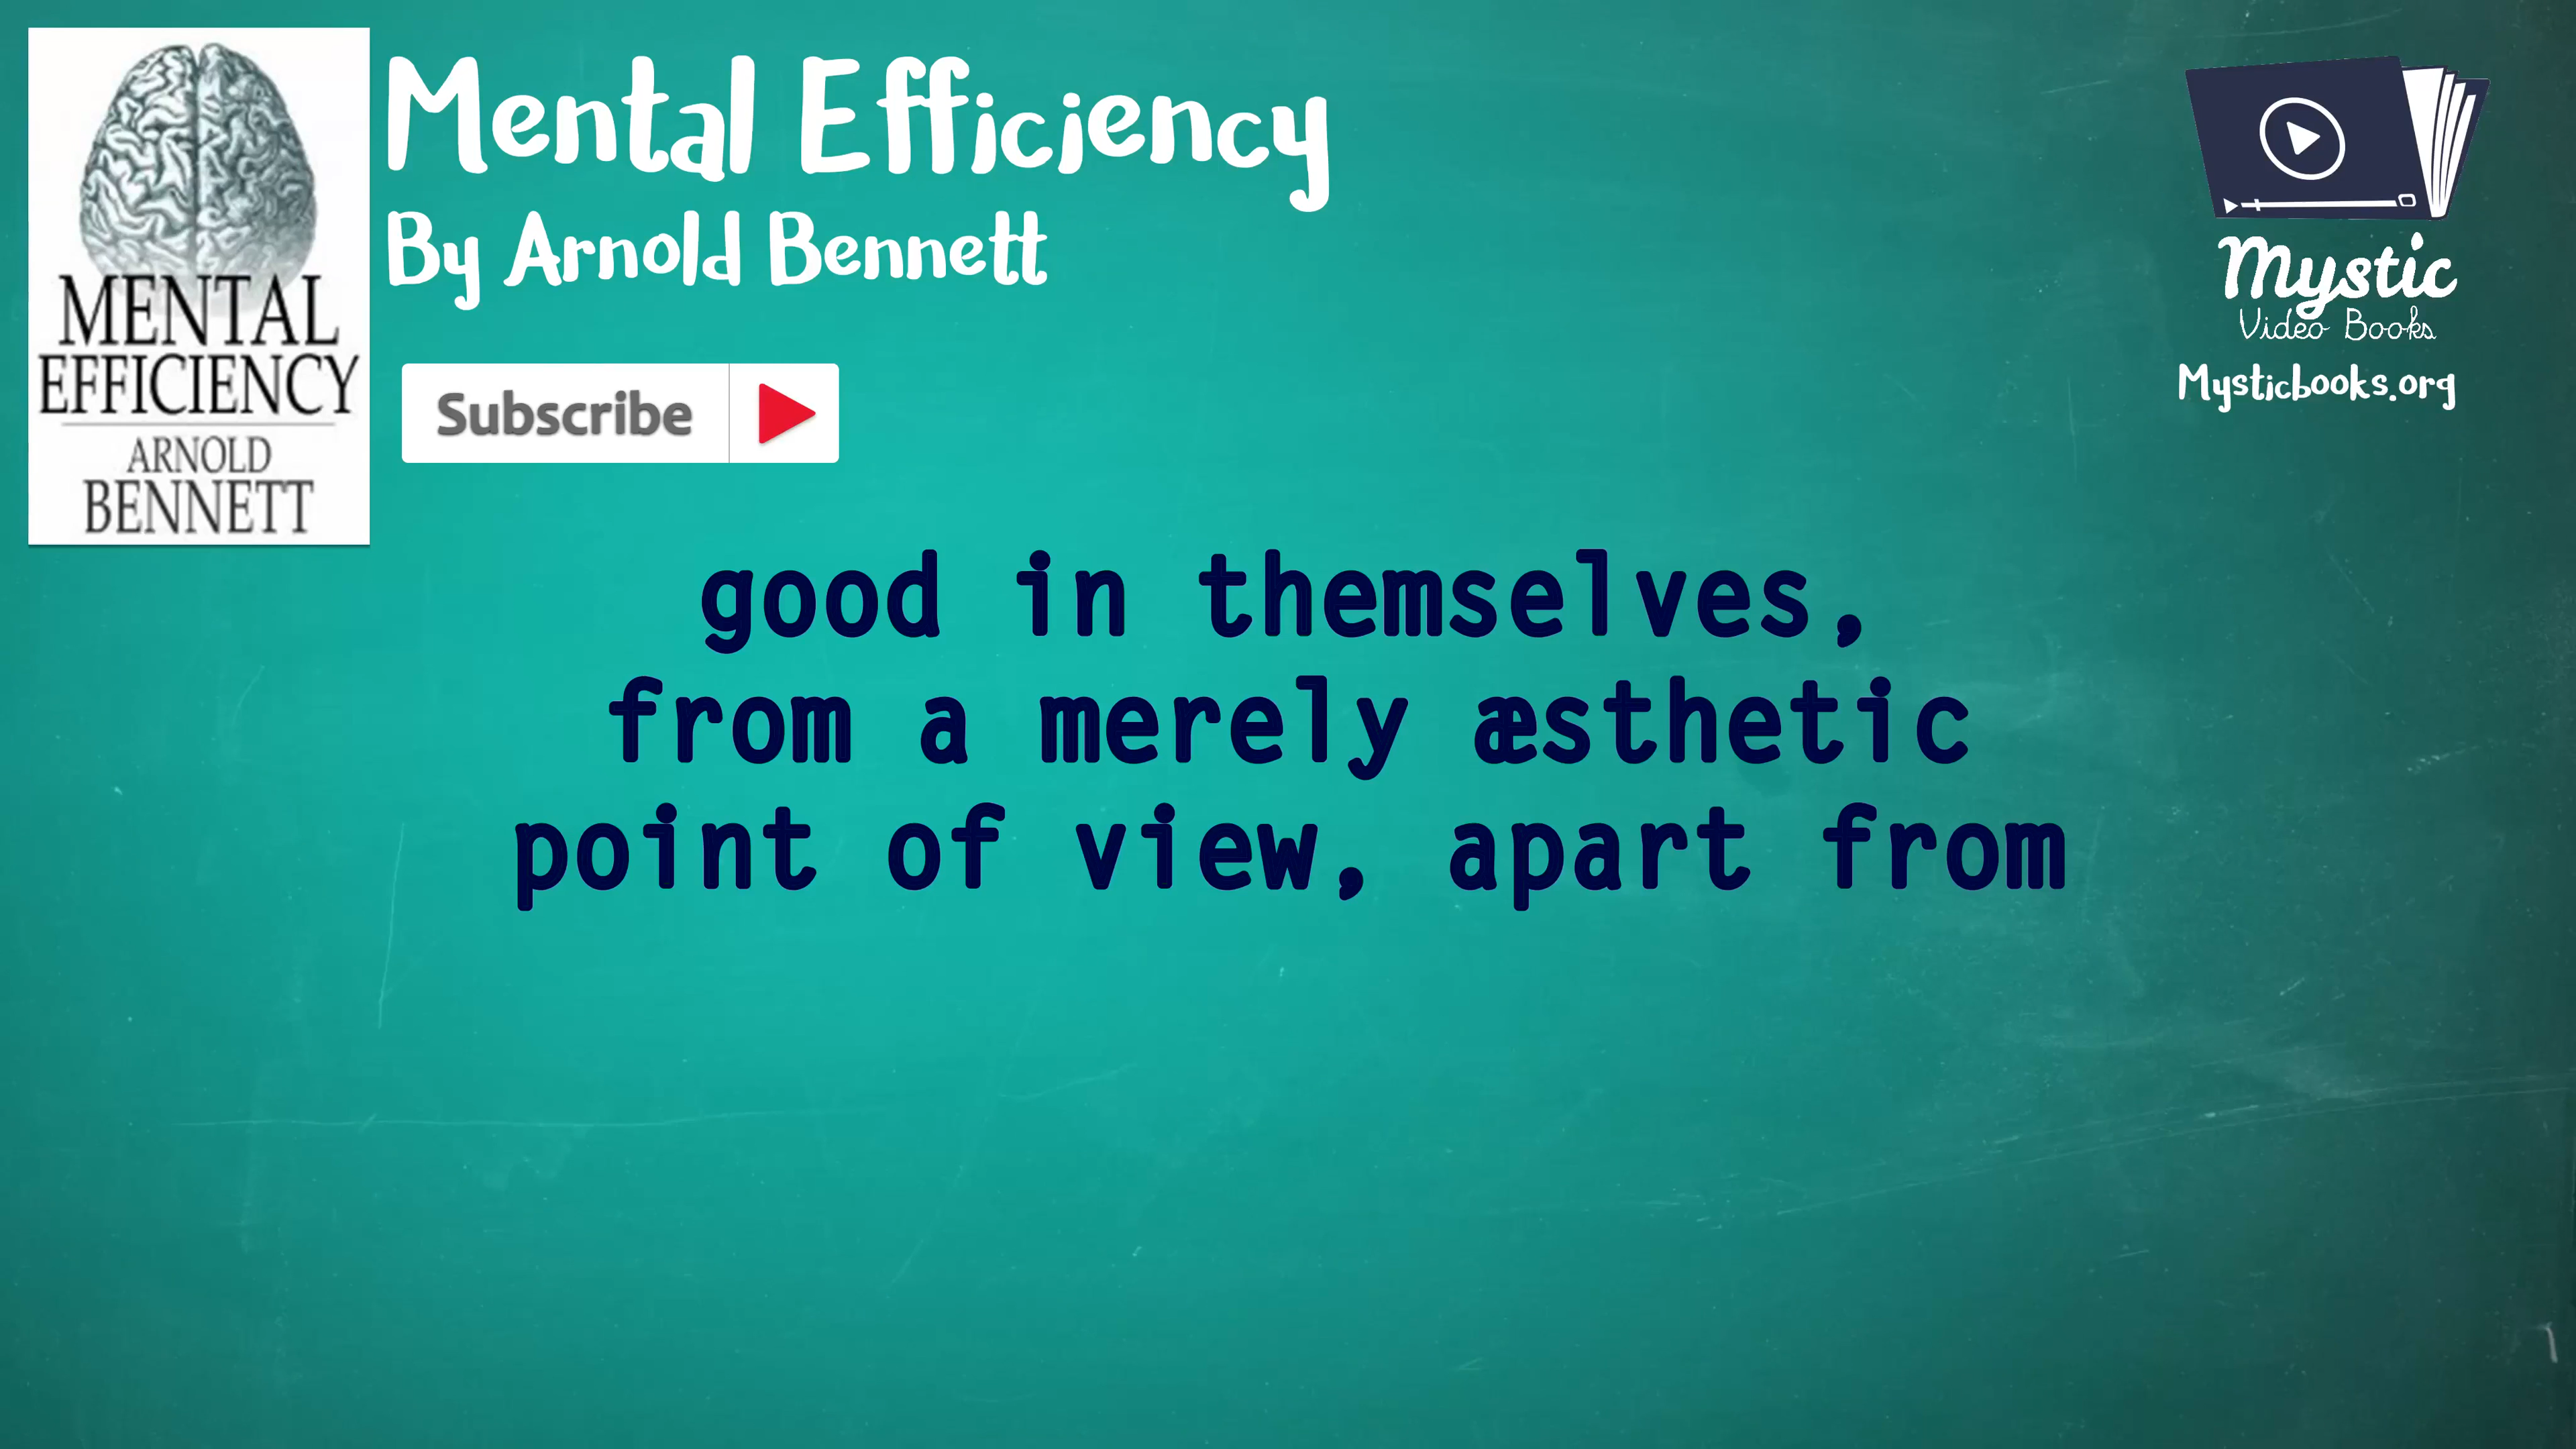 Mental Efficiency
By Arnold Bennett
MENTAL
EFFICIENCY
ARNOLD
BENNETT
Subscribe
Mystic
Video Books
Mysticbooks.org
good in themselves,
from a merely æsthetic
point of view, apart from